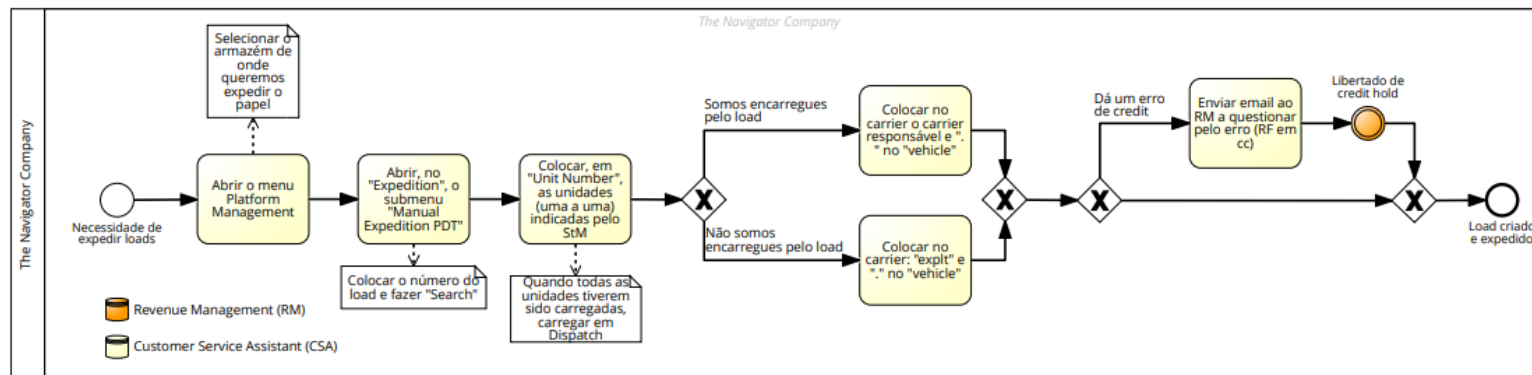 The Navigator Company
The Navigator Company
Selecionar o
armazém de
onde
queremos
expedir o
papel
Necessidade de
expedir loads
Abrir o menu
Platform
Management
Abrir, no
"Expedition", o
submenu
"Manual
Expedition PDT"
Colocar o número do
load e fazer "Search"
Colocar, em
"Unit Number",
as unidades
(uma a uma)
indicadas pelo
StM
Quando todas as
unidades tiverem
sido carregadas,
carregar em
Dispatch
Somos encarregues
pelo load
Não somos
encarregues pelo load
Colocar no
carrier o carrier
responsável e ".
" no "vehicle"
Colocar no
carrier: "explt" e
"." no "vehicle"
Dá um erro
de credit
Enviar email ao
RM a questionar
pelo erro (RF em
cc)
Libertado de
credit hold
Load criado
e expedido
Revenue Management (RM)
Customer Service Assistant (CSA)